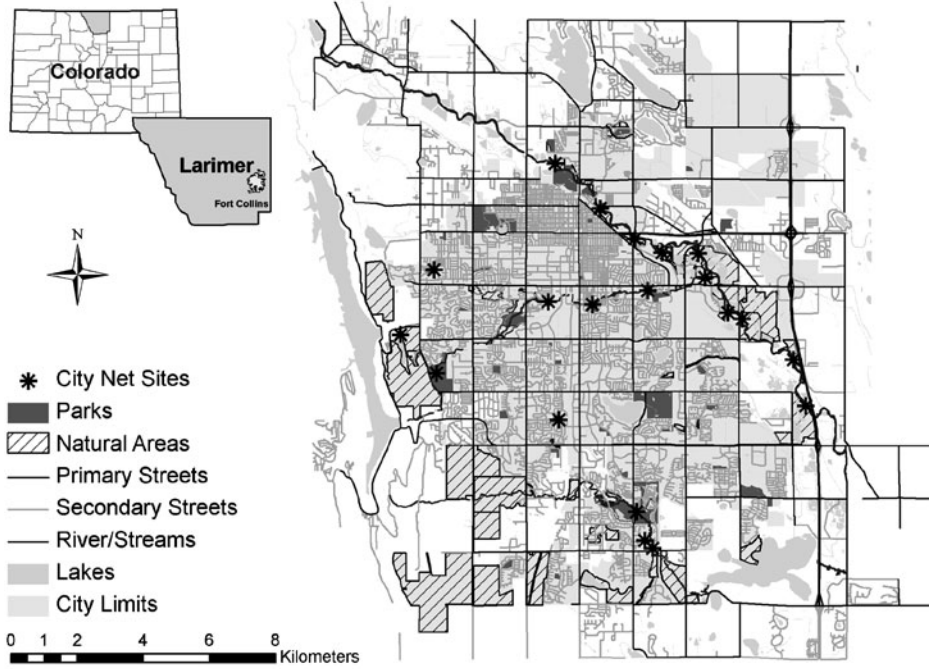 Colorado
Larimer
Fort Collins
N
City Net Sites
Parks
Natural Areas
Primary Streets
Secondary Streets
River/Streams
Lakes
City Limits
0 1 2 4 6 8
Kilometers